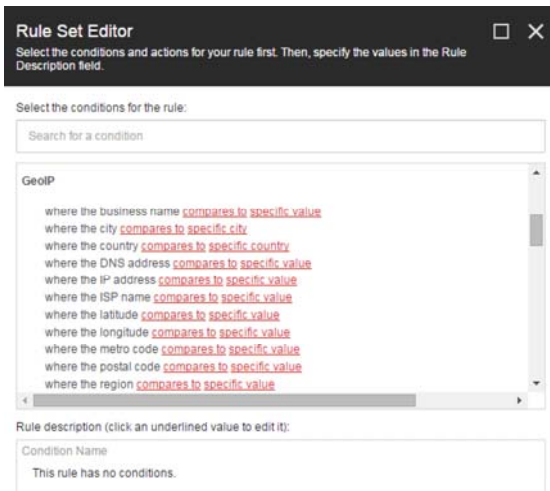 Rule Set Editor
Select the conditions and actions for your rule first. Then, specify the values in the Rule
Description field.
Select the conditions for the rule:
Search for a condition
GeoIP
where the business name compares to specific value
where the city compares to specific city
where the country compares to specific country
where the DNS address compares to specific value
where the IP address compares to specific value
where the ISP name compares to specific value
where the latitude compares to specific value
where the longitude compares to specific value
where the metro code compares to specific value
where the postal code compares to specific value
where the region compares to specific value
Rule description (click an underlined value to edit it):
Condition Name
This rule has no conditions.